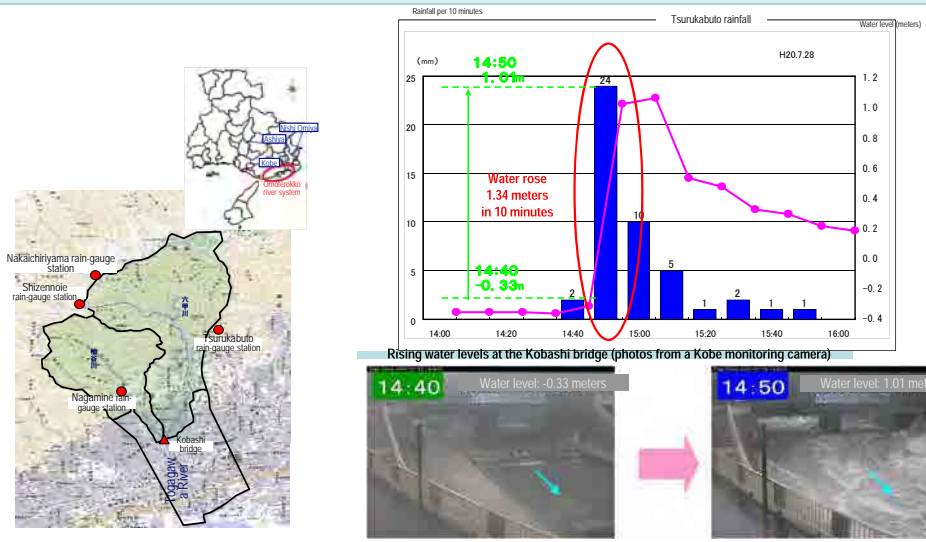 Rainfall per 10 minutes
Tsurukabuto rainfall
Water level (meters)
H20.7.28
（mm）
25
20
15
10
5
0
1.2
1.0
0.8
0.6
0.4
0.2
0.0
-0.2
-0.4
14:50
1.01m
24
Water rose
1.34 meters
in 10 minutes
14:40
-0.33m
2
10
5
1
2
1
1
14:00
14:20
14:40
15:00
15:20
15:40
16:00
Nishi Omiya
Ashiya
Kobe
Omoterokko
river system
Nakaichiriyama rain-gauge
station
Shizennoie
rain-gauge station
六甲川
Tsurukabuto
rain-gauge station
Nagamine rain-
gauge station
Kobashi
bridge
Togagaw
a River
Rising water levels at the Kobashi bridge (photos from a Kobe monitoring camera)
14:40
Water level: -0.33 meters
14:50
Water level: 1.01 met